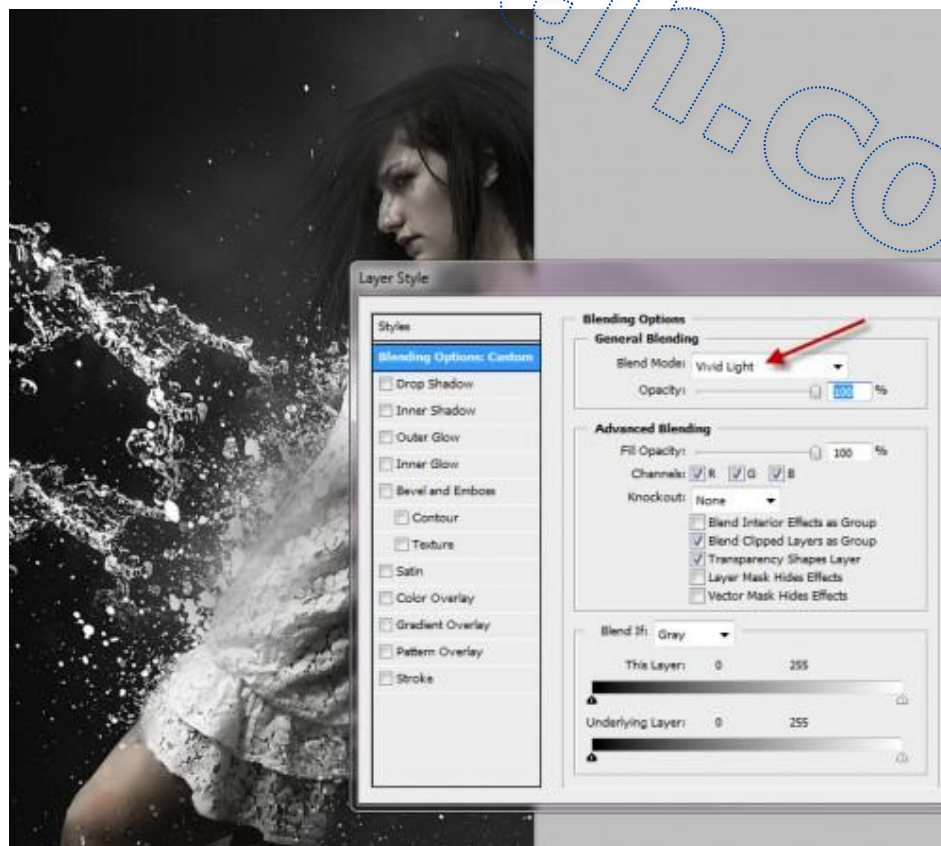 ain.co
Layer Style
Styles
Blending Options: Custom
Drop Shadow
Inner Shadow
Outer Glow
Inner Glow
Bevel and Emboss
Contour
Texture
Satin
Color Overlay
Gradient Overlay
Pattern Overlay
Stroke
Blending Options
General Blending
Blend Mode: Vivid Light
Opacity: 100 %
Advanced Blending
Fill Opacity: 100 %
Channels: R G B
Knockout: None
Blend Interior Effects as Group
Blend Clipped Layers as Group
Transparency Shapes Layer
Layer Mask Hides Effects
Vector Mask Hides Effects
Blend If: Gray
This Layer: 0 255
Underlying Layer: 0 255